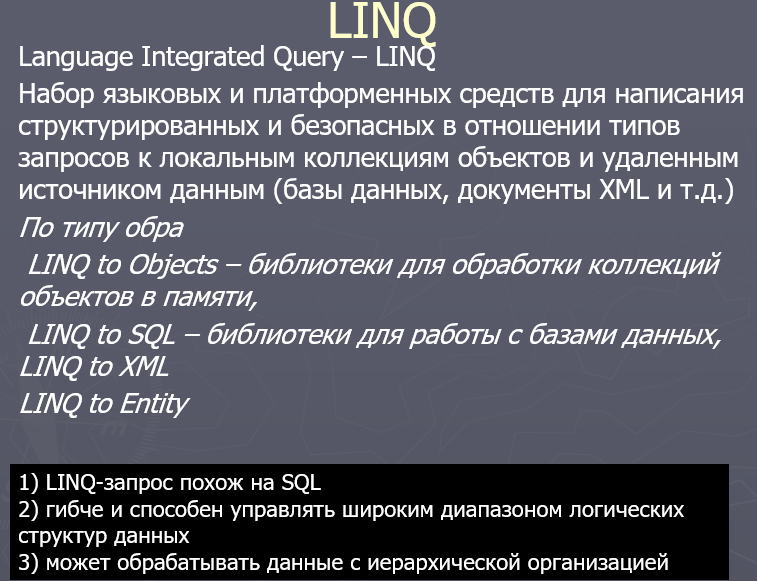 LINQ
Language Integrated Query – LINQ
Набор языковых и платформенных средств для написания
структурированных и безопасных в отношении типов
запросов к локальным коллекциям объектов и удаленным
источником данным (базы данных, документы XML и т.д.)
По типу обра
LINQ to Objects – библиотеки для обработки коллекций
объектов в памяти,
LINQ to SQL – библиотеки для работы с базами данных,
LINQ to XML
LINQ to Entity
1) LINQ-запрос похож на SQL
2) гибче и способен управлять широким диапазоном логических
структур данных
3) может обрабатывать данные с иерархической организацией